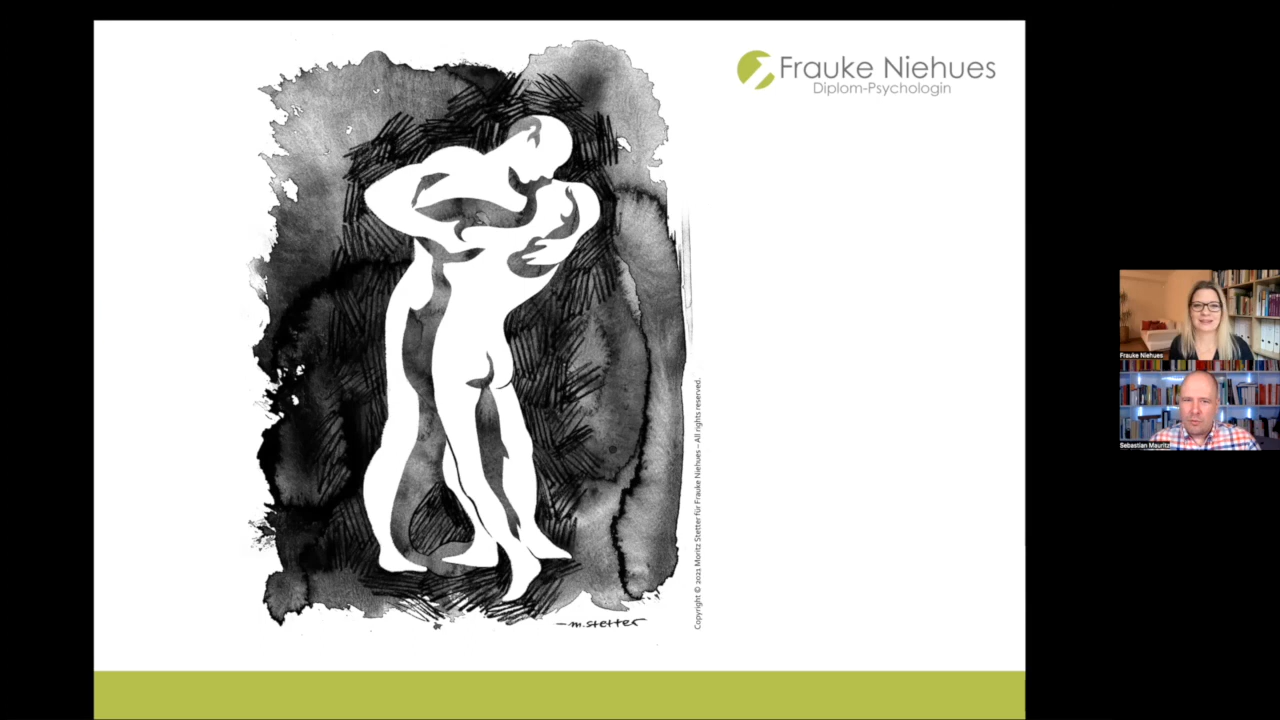 Frauke Niehues
Diplom-Psychologin
Copyright © 2021 Moritz Stetter für Frauke Niehues – All rights reserved.
—m.stetter
Frauke Niehues
Sebastian Mauritz